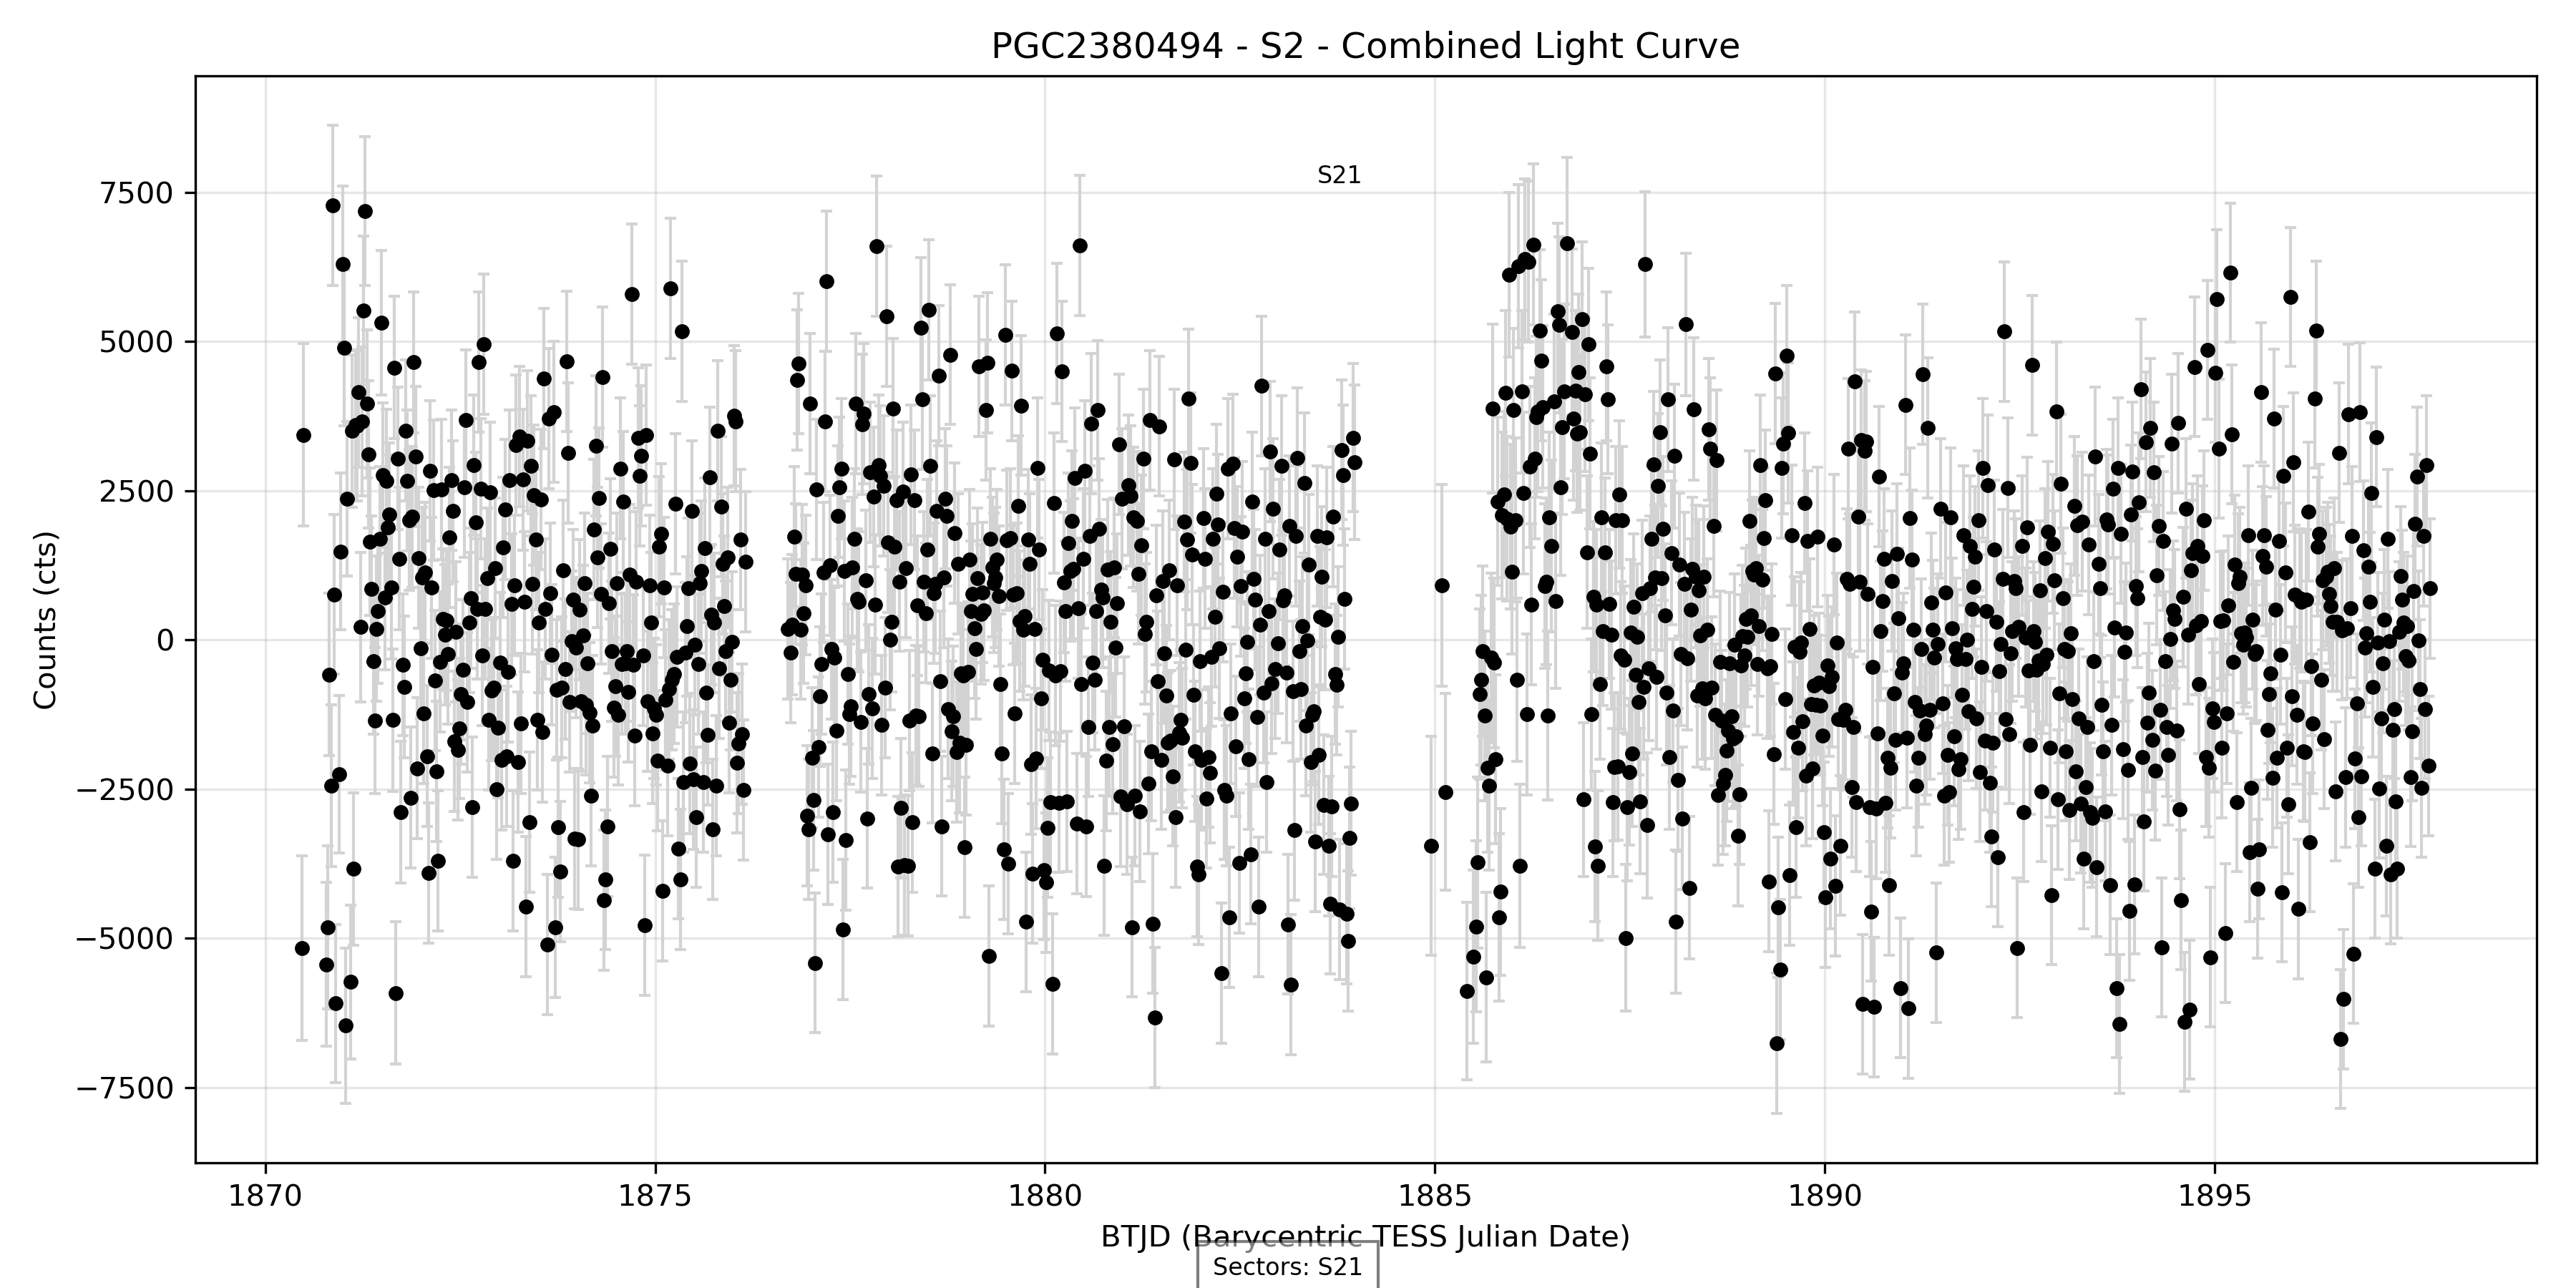 PGC2380494 - S2 - Combined Light Curve
S21
7500
5000
2500
0
−2500
−5000
−7500
Counts (cts)
1870 1875 1880 1885 1890 1895
BTJD (Barycentric TESS Julian Date)
Sectors: S21